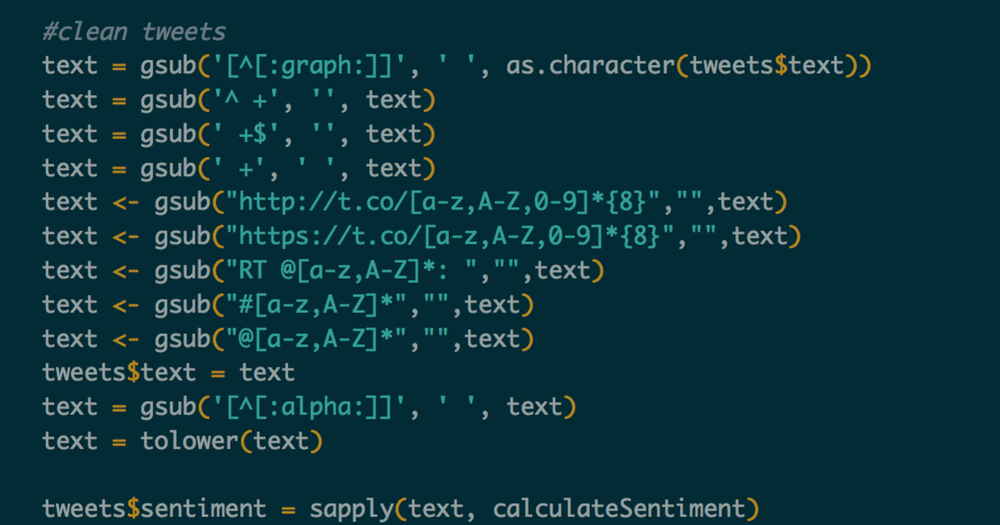 #clean tweets
text = gsub('[^[:graph:]]', ' ', as.character(tweets$text))
text = gsub('^ +', '', text)
text = gsub(' +$', '', text)
text = gsub(' +', ' ', text)
text <- gsub("http://t.co/[a-z,A-Z,0-9]*{8}","",text)
text <- gsub("https://t.co/[a-z,A-Z,0-9]*{8}","",text)
text <- gsub("RT @[a-z,A-Z]*: ","",text)
text <- gsub("#[a-z,A-Z]*","",text)
text <- gsub("@[a-z,A-Z]*","",text)
tweets$text = text
text = gsub('[^[:alpha:]]', ' ', text)
text = tolower(text)
tweets$sentiment = sapply(text, calculateSentiment)